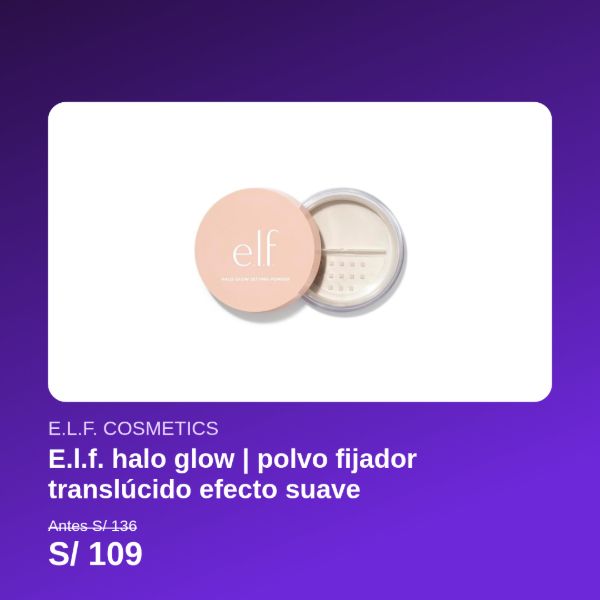 e.l.f
HALO GLOW SETTING POWDER
E.L.F. COSMETICS
E.l.f. halo glow | polvo fijador
translúcido efecto suave
Antes S/ 136
S/ 109